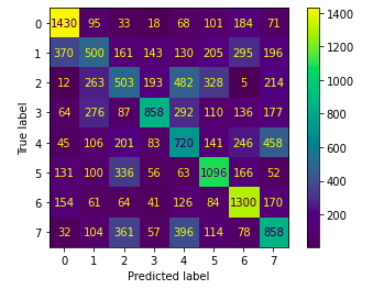 0 1430 95 33 18 68 101 184 71
1 370 500 161 143 130 205 295 196
2 12 263 503 193 482 328 5 214
3 64 276 87 858 292 110 136 177
4 45 106 201 83 720 141 246 458
5 131 100 336 56 63 1096 166 52
6 154 61 64 41 126 84 1300 170
7 32 104 361 57 396 114 78 858
0 1 2 3 4 5 6 7
Predicted label
True label
1400
1200
1000
800
600
400
200